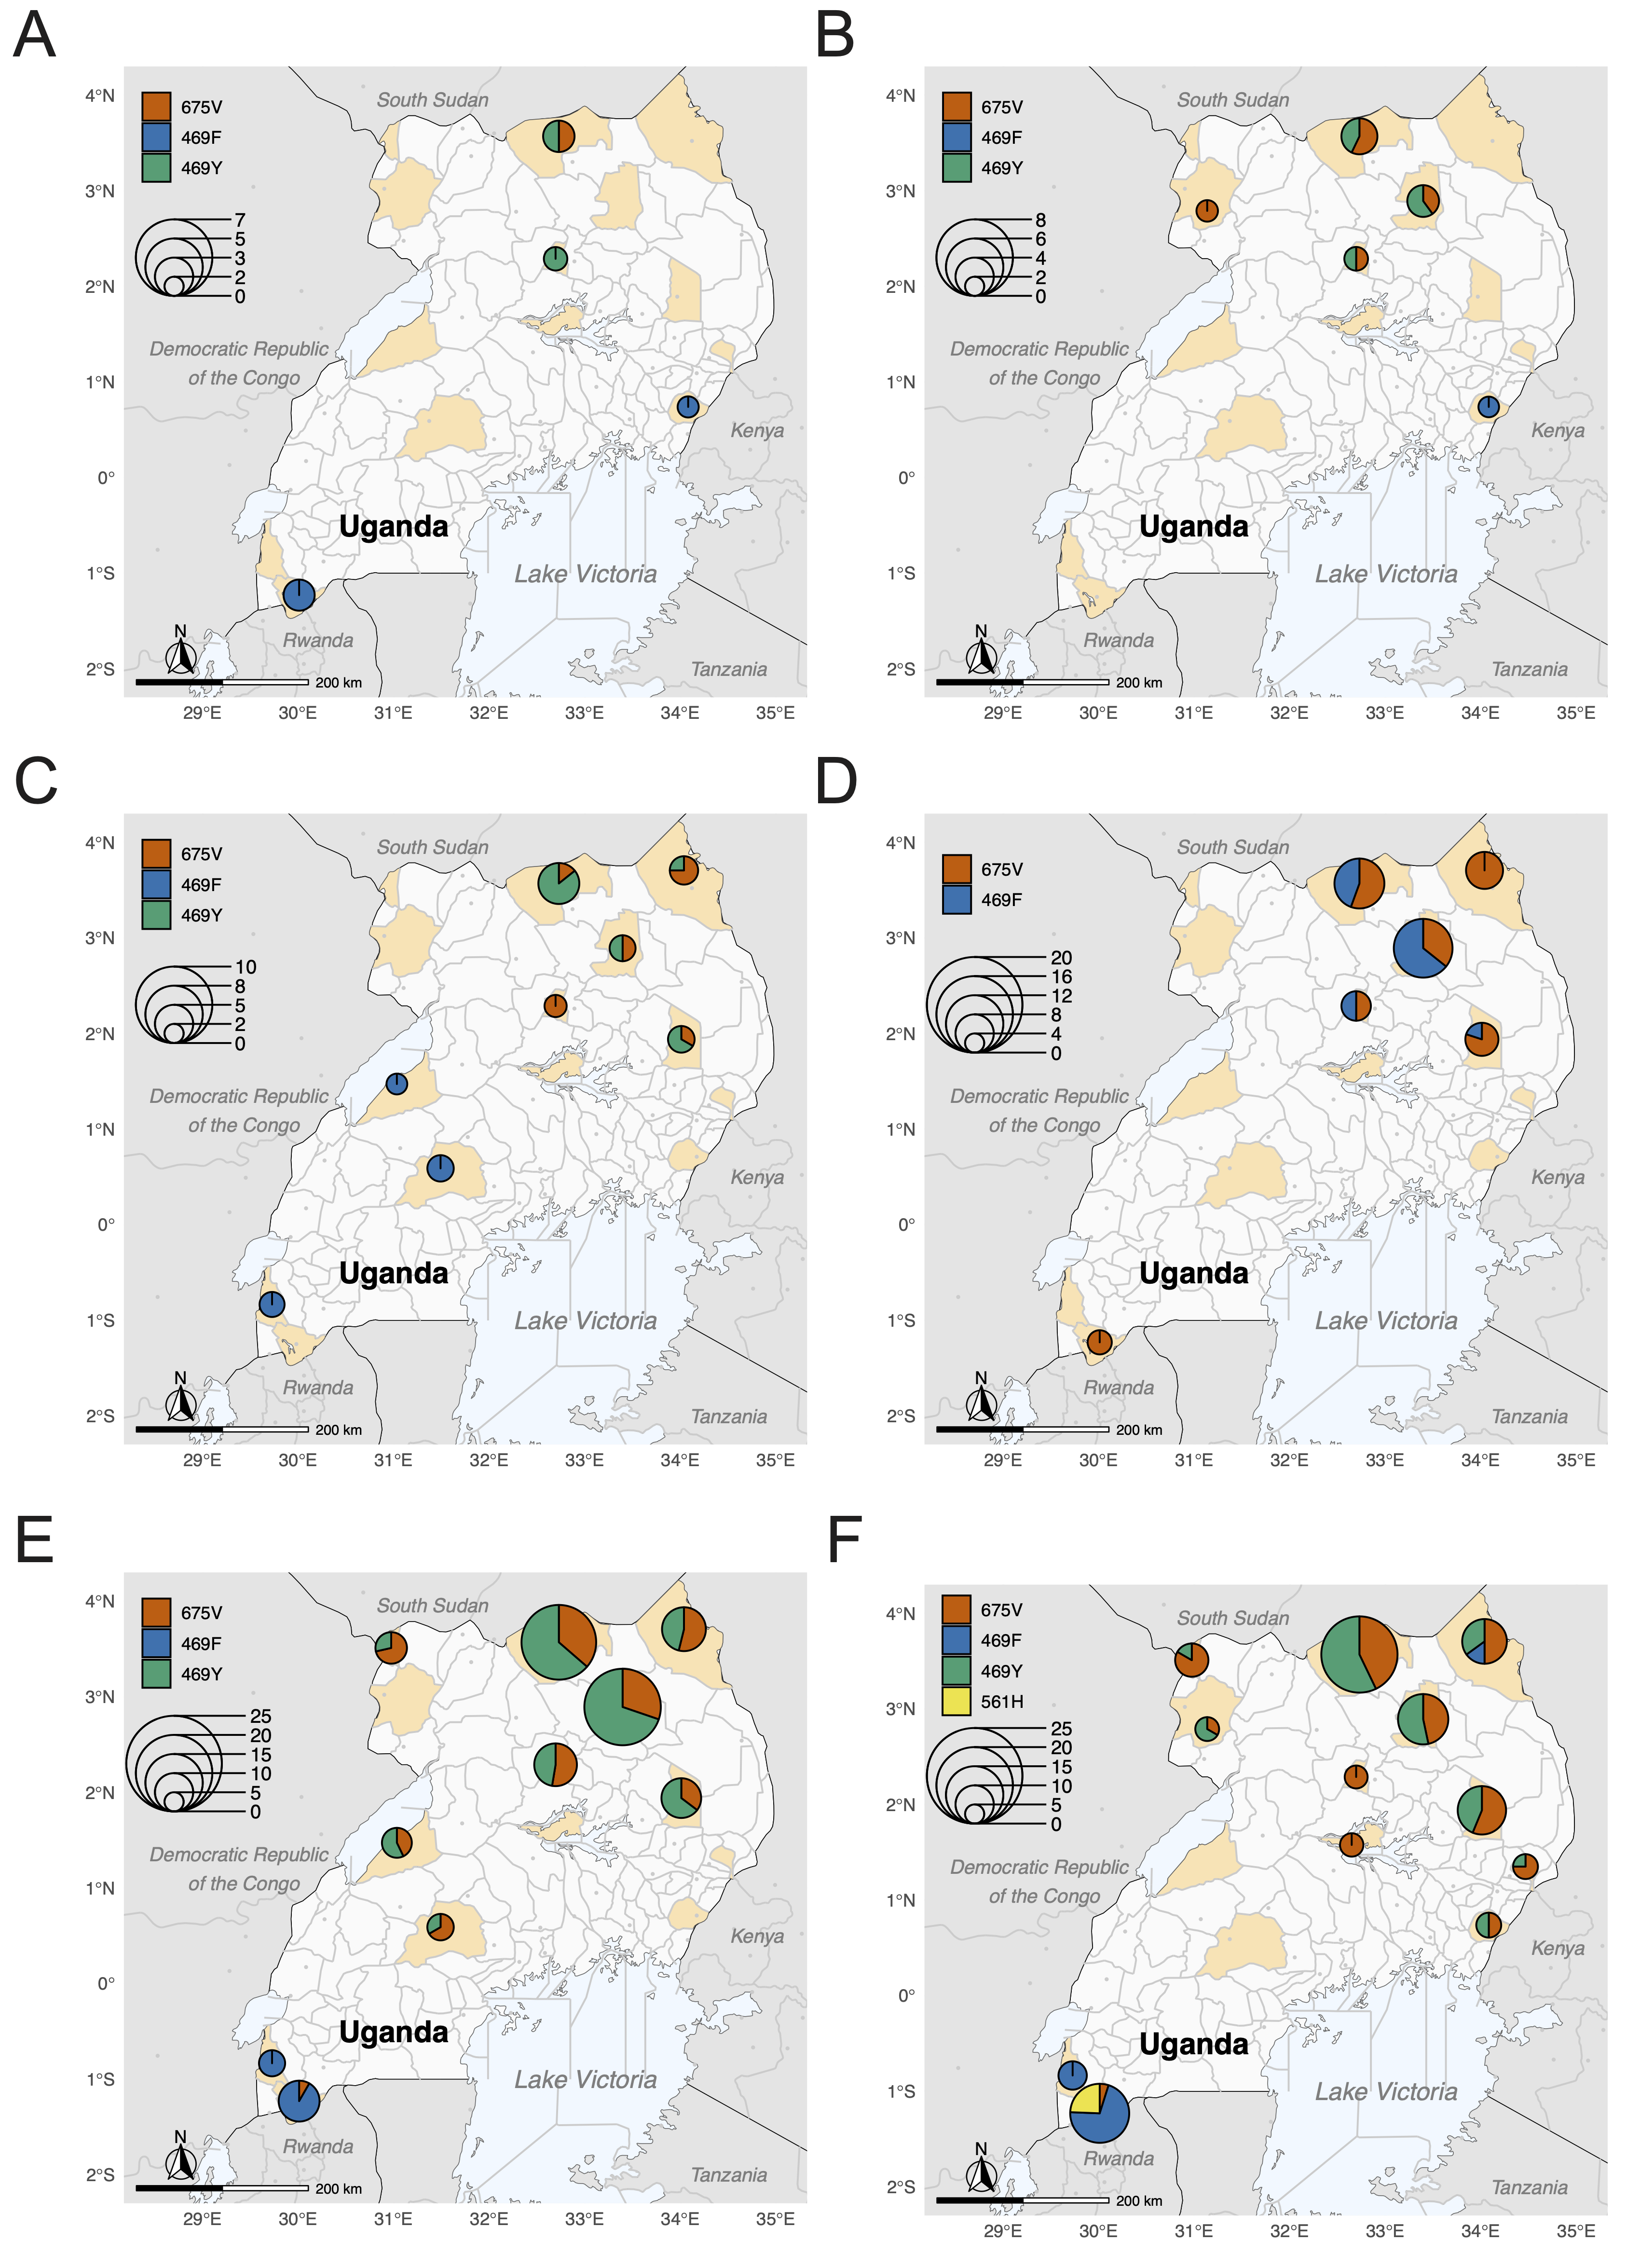 A
4°N
3°N
2°N
1°N
0°
1°S
2°S
675V
469F
469Y
7
5
3
2
0
South Sudan
Democratic Republic
of the Congo
Kenya
Uganda
Lake Victoria
Rwanda
Tanzania
N
200 km
29°E 30°E 31°E 32°E 33°E 34°E 35°E
B
4°N
3°N
2°N
1°N
0°
1°S
2°S
675V
469F
469Y
8
6
4
2
0
South Sudan
Democratic Republic
of the Congo
Kenya
Uganda
Lake Victoria
Rwanda
Tanzania
N
200 km
29°E 30°E 31°E 32°E 33°E 34°E 35°E
C
4°N
3°N
2°N
1°N
0°
1°S
2°S
675V
469F
469Y
10
8
5
2
0
South Sudan
Democratic Republic
of the Congo
Kenya
Uganda
Lake Victoria
Rwanda
Tanzania
N
200 km
29°E 30°E 31°E 32°E 33°E 34°E 35°E
D
4°N
3°N
2°N
1°N
0°
1°S
2°S
675V
469F
20
16
12
8
4
0
South Sudan
Democratic Republic
of the Congo
Kenya
Uganda
Lake Victoria
Rwanda
Tanzania
N
200 km
29°E 30°E 31°E 32°E 33°E 34°E 35°E
E
4°N
3°N
2°N
1°N
0°
1°S
2°S
675V
469F
469Y
25
20
15
10
5
0
South Sudan
Democratic Republic
of the Congo
Kenya
Uganda
Lake Victoria
Rwanda
Tanzania
N
200 km
29°E 30°E 31°E 32°E 33°E 34°E 35°E
F
4°N
3°N
2°N
1°N
0°
1°S
2°S
675V
469F
469Y
561H
25
20
15
10
5
0
South Sudan
Democratic Republic
of the Congo
Kenya
Uganda
Lake Victoria
Rwanda
Tanzania
N
200 km
29°E 30°E 31°E 32°E 33°E 34°E 35°E